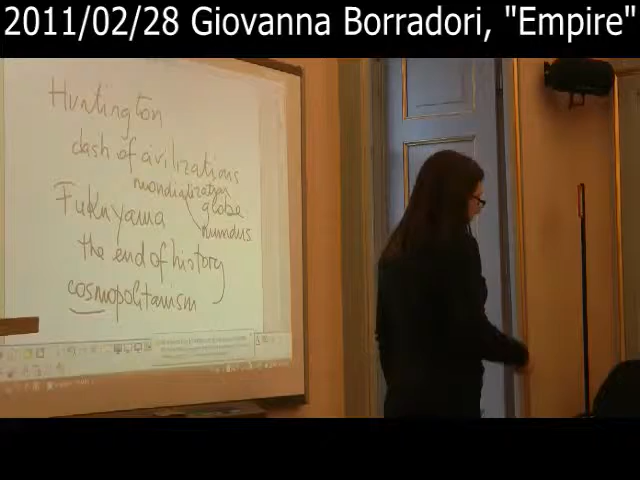 2011/02/28 Giovanna Borradori, "Empire"
Huntington
clash of civilizations
mondialization
globe
Fukuyama
mundus
the end of history
cosmopolitanism